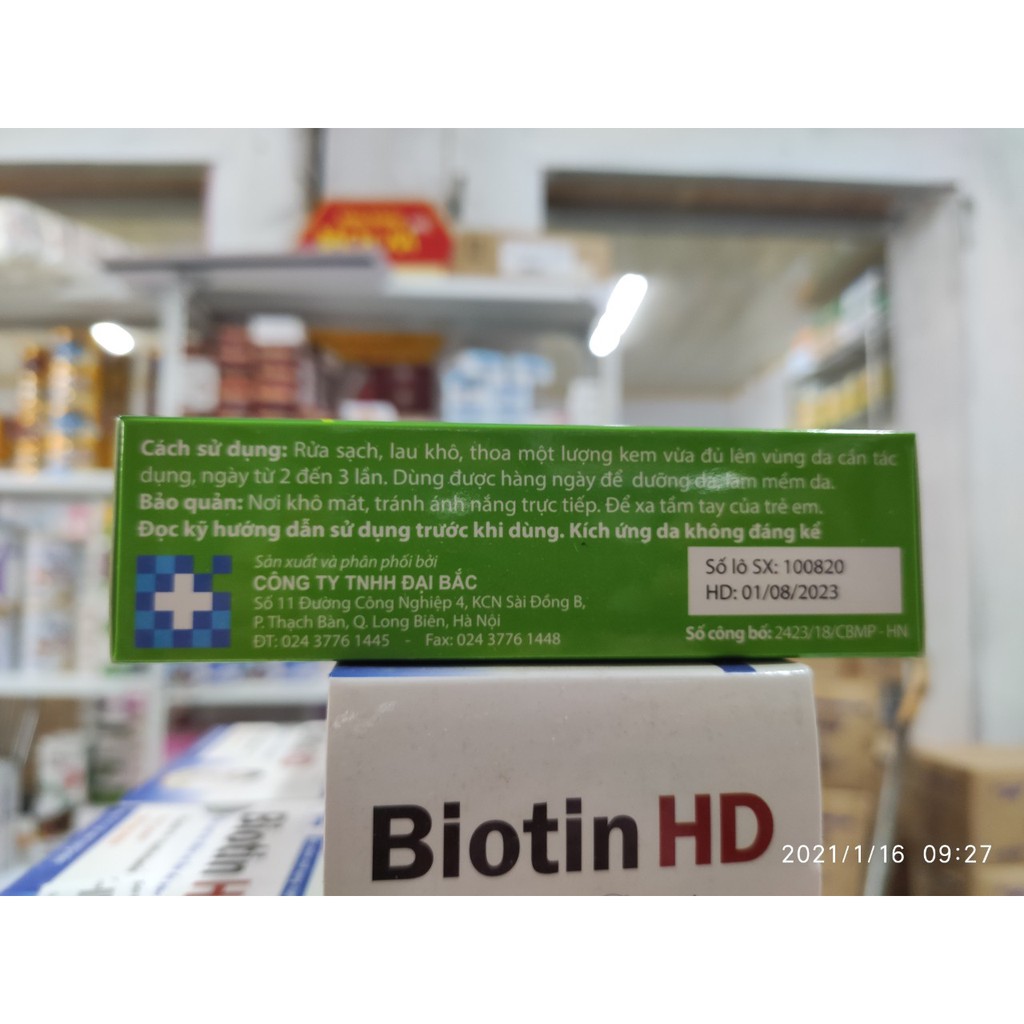 Cách sử dụng: Rửa sạch, lau khô, thoa một lượng kem vừa đủ lên vùng da cần tác
dụng, ngày từ 2 đến 3 lần. Dùng được hàng ngày để dưỡng da, làm mềm da.
Bảo quản: Nơi khô mát, tránh ánh nắng trực tiếp. Để xa tầm tay của trẻ em.
Đọc kỹ hướng dẫn sử dụng trước khi dùng. Kích ứng da không đáng kể
Sản xuất và phân phối bởi
CÔNG TY TNHH ĐẠI BẮC
Số 11 Đường Công Nghiệp 4, KCN Sài Đồng B,
P. Thạch Bàn, Q. Long Biên, Hà Nội
ĐT: 024 3776 1445 - Fax: 024 3776 1448
Số lô SX: 100820
HD: 01/08/2023
Số công bố: 2423/18/CBMP - HN
Biotin HD
Biotin H
2021/1/16 09:27